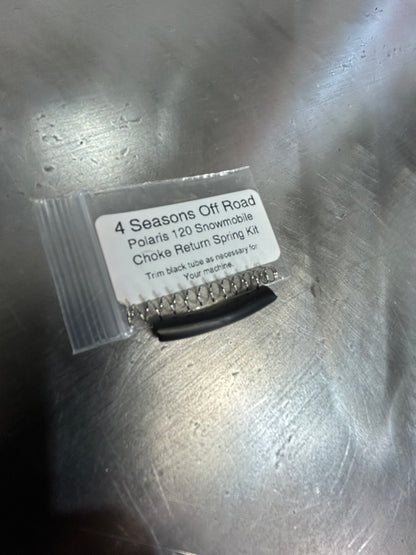 4 Seasons Off Road
Polaris 120 Snowmobile
Choke Return Spring Kit
Trim black tube as necessary for
Your machine.